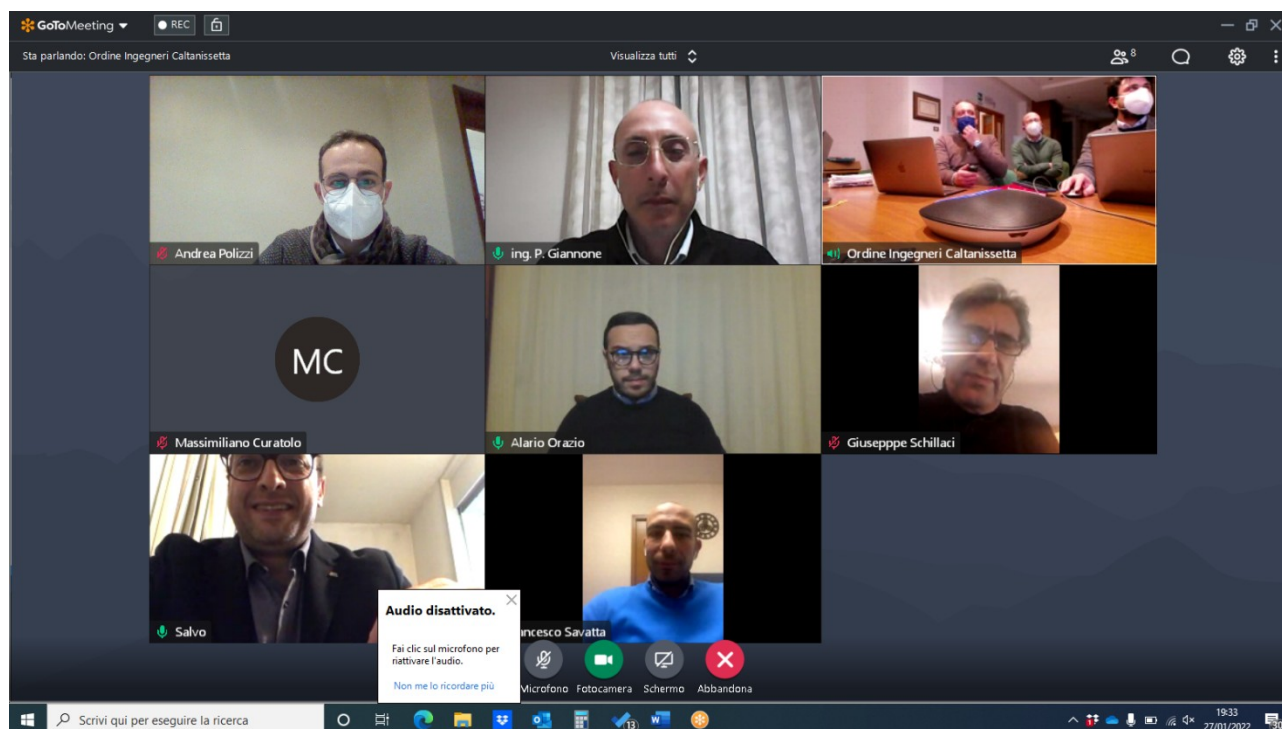 GoToMeeting
REC
Sta parlando: Ordine Ingegneri Caltanissetta
Visualizza tutti
8
Andrea Polizzi
ing. P. Giannone
Ordine Ingegneri Caltanissetta
MC
Massimiliano Curatolo
Alario Orazio
Giusepppe Schillaci
Salvo
ncesco Savatta
Audio disattivato.
Fai clic sul microfono per
riattivare l'audio.
Non me lo ricordare più
Microfono
Fotocamera
Schermo
Abbandona
Scrivi qui per eseguire la ricerca
13
19:33
27/01/2022
30